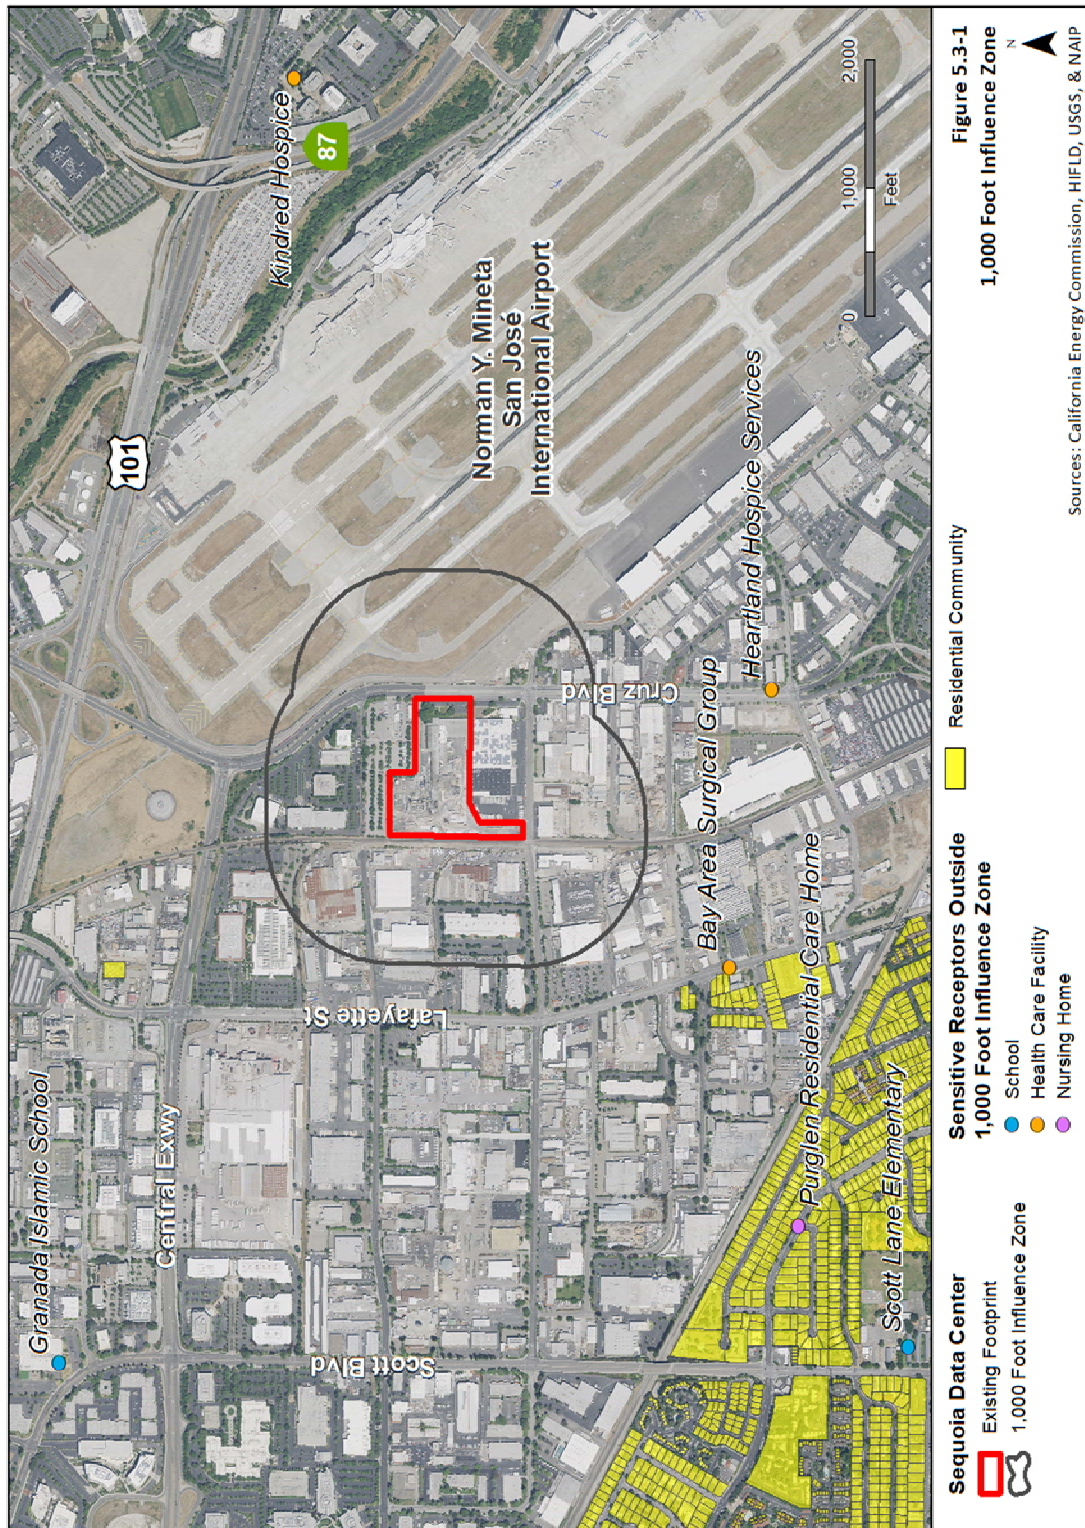 Granada Islamic School
Central Expwy
Scott Blvd
Lafayette St
101
Kindred Hospice
87
Norman Y. Mineta
San José
International Airport
Cruz Blvd
Bay Area Surgical Group
Heartland Hospice Services
Purglen Residential Care Home
Scott Lane Elementary
0
1,000
2,000
Feet
Sequoia Data Center
Existing Footprint
1,000 Foot Influence Zone
Sensitive Receptors Outside
1,000 Foot Influence Zone
School
Health Care Facility
Nursing Home
Residential Community
Figure 5.3-1
1,000 Foot Influence Zone
N
Sources: California Energy Commission, HIFLD, USGS, & NAIP